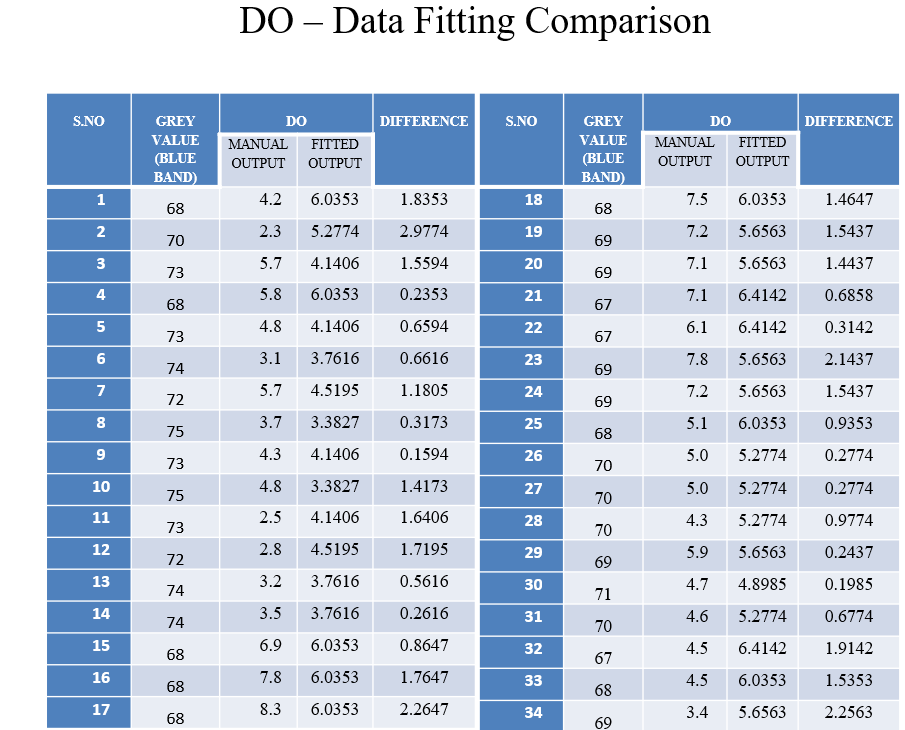 DO – Data Fitting Comparison
S.NO GREY VALUE (BLUE BAND) DO DIFFERENCE S.NO GREY VALUE (BLUE BAND) DO DIFFERENCE
MANUAL OUTPUT FITTED OUTPUT MANUAL OUTPUT FITTED OUTPUT
1 68 4.2 6.0353 1.8353 18 68 7.5 6.0353 1.4647
2 70 2.3 5.2774 2.9774 19 69 7.2 5.6563 1.5437
3 73 5.7 4.1406 1.5594 20 69 7.1 5.6563 1.4437
4 68 5.8 6.0353 0.2353 21 67 7.1 6.4142 0.6858
5 73 4.8 4.1406 0.6594 22 67 6.1 6.4142 0.3142
6 74 3.1 3.7616 0.6616 23 69 7.8 5.6563 2.1437
7 72 5.7 4.5195 1.1805 24 69 7.2 5.6563 1.5437
8 75 3.7 3.3827 0.3173 25 68 5.1 6.0353 0.9353
9 73 4.3 4.1406 0.1594 26 70 5.0 5.2774 0.2774
10 75 4.8 3.3827 1.4173 27 70 5.0 5.2774 0.2774
11 73 2.5 4.1406 1.6406 28 70 4.3 5.2774 0.9774
12 72 2.8 4.5195 1.7195 29 69 5.9 5.6563 0.2437
13 74 3.2 3.7616 0.5616 30 71 4.7 4.8985 0.1985
14 74 3.5 3.7616 0.2616 31 70 4.6 5.2774 0.6774
15 68 6.9 6.0353 0.8647 32 67 4.5 6.4142 1.9142
16 68 7.8 6.0353 1.7647 33 68 4.5 6.0353 1.5353
17 68 8.3 6.0353 2.2647 34 69 3.4 5.6563 2.2563